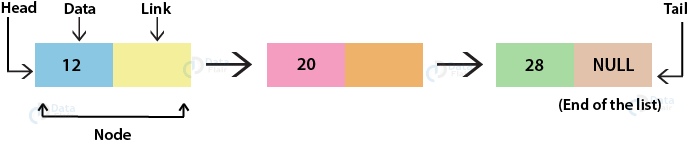 Head Data Link Tail
12 20 28 NULL
(End of the list)
Node